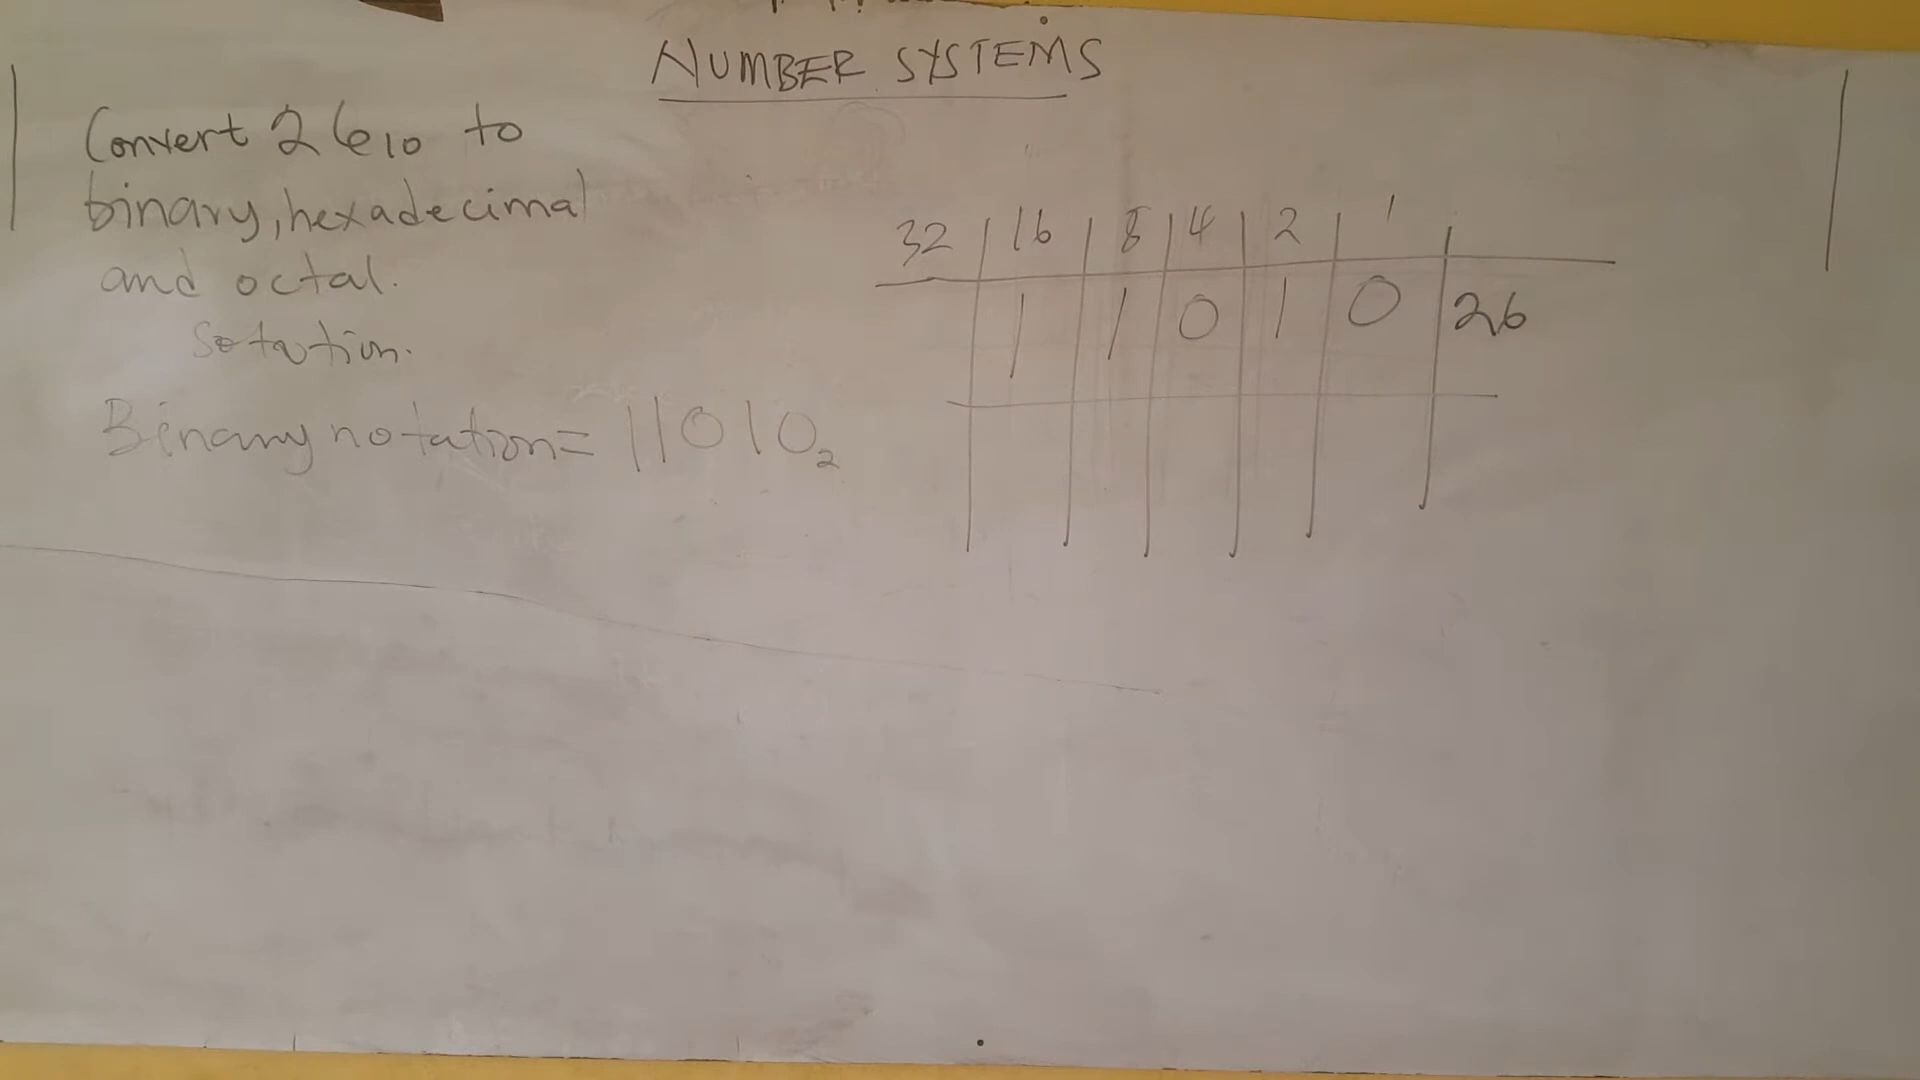 NUMBER SYSTEMS
Convert 26₁₀ to
binary, hexadecimal
and octal.
Sotation.
Binary notation = 11010₂
32 | 16 | 8 | 4 | 2 | 1 |
1 | 1 | 0 | 1 | 0 | 26